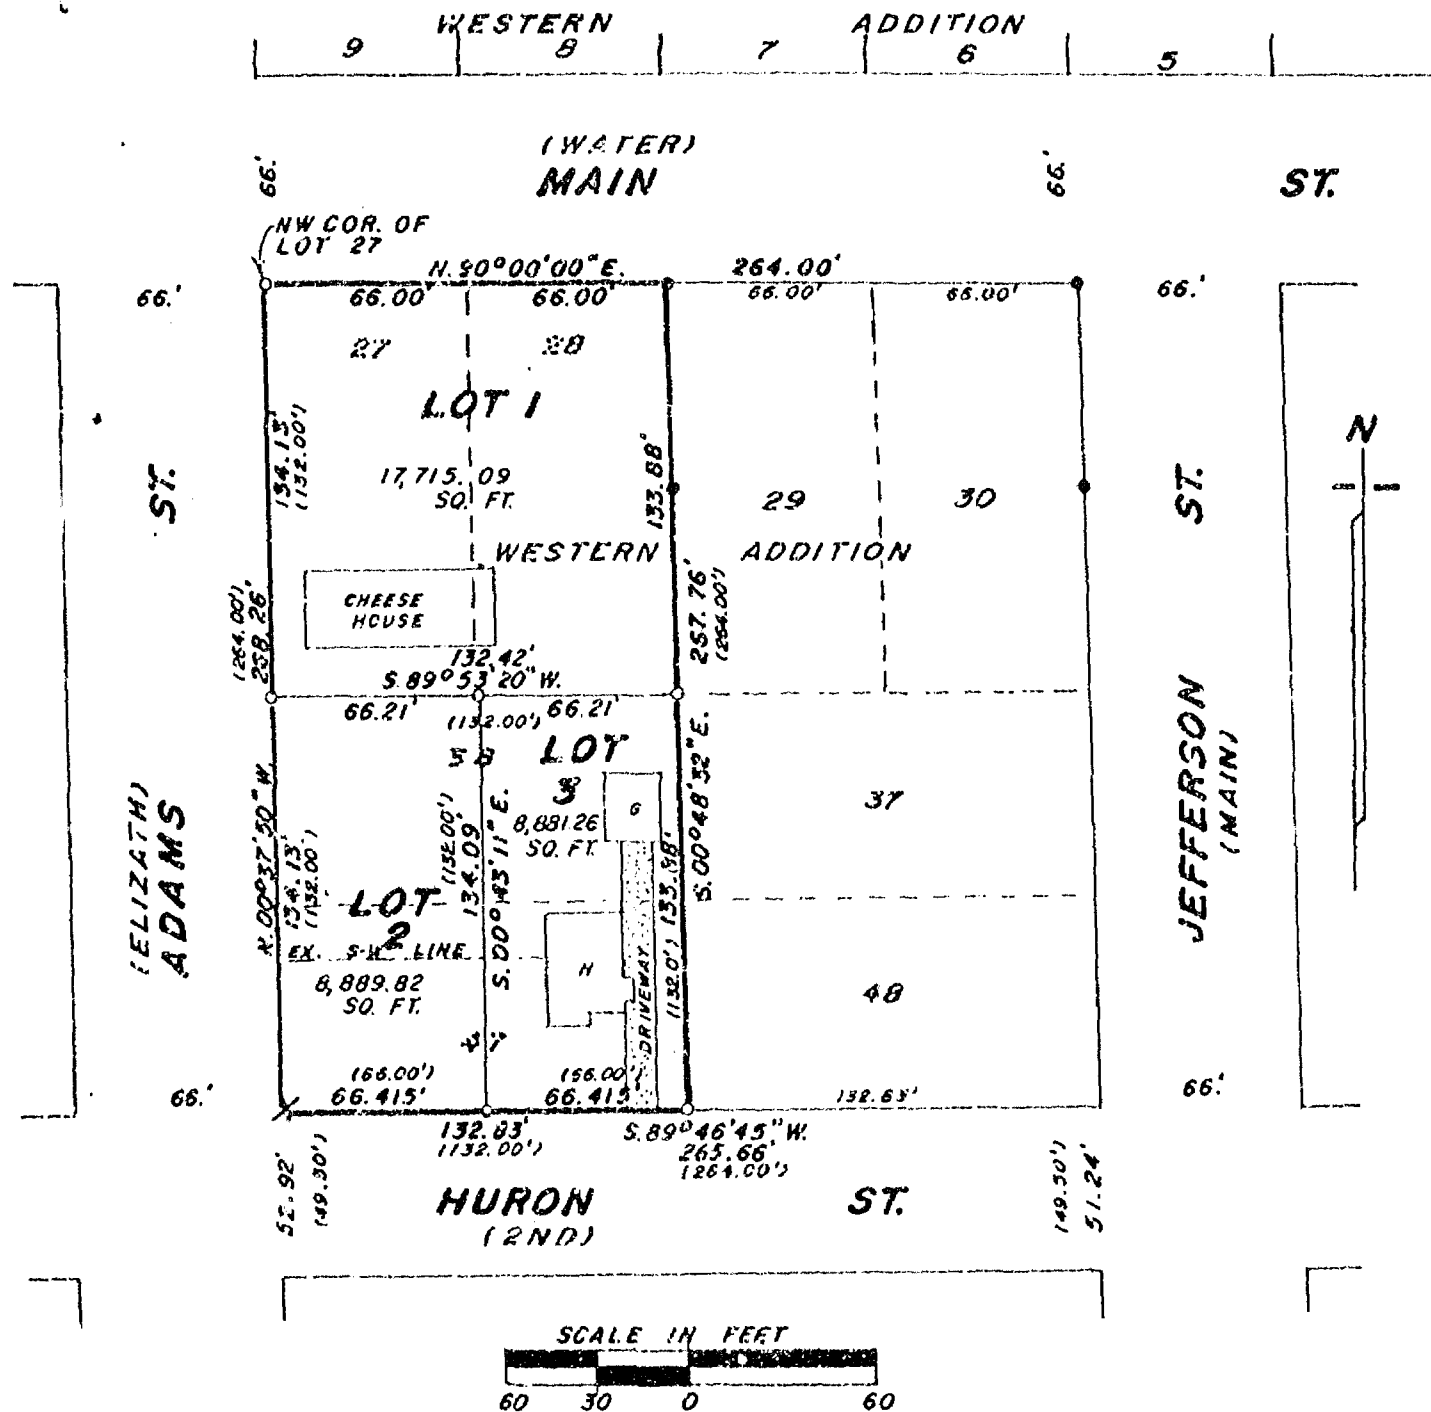 WESTERN ADDITION
9 8 7 6 5
(WATER)
MAIN ST.
66.' 66.'
NW COR. OF
LOT 27
N. 90°00'00"E. 264.00'
66.' 66.00' 66.00' 66.00' 66.00' 66.'
27 28
LOT 1
17,715.09
SQ. FT.
134.13'
(132.00')
133.88'
29 30
N
ST.
ST.
WESTERN ADDITION
CHEESE
HOUSE
(264.00')
258.26'
257.76'
(264.00')
132.42'
S. 89°53'20"W.
66.21' 66.21'
(132.00')
LOT
3
8,881.26
SQ. FT.
G
37
N. 00°37'50"W.
134.13'
(132.00')
(132.00')
134.09'
S. 00°43'11"E.
133.88'
(132.0')
S. 00°48'32"E.
(ELIZATH)
ADAMS
JEFFERSON
(MAIN)
LOT
2
EX. S-W LINE
8,889.82
SQ. FT.
H
DRIVEWAY
48
66.' (66.00') (66.00') 66.'
66.415' 66.415' 132.83'
132.83' S. 89°46'45"W.
(132.00') 265.66'
(264.00')
52.92'
(49.50')
(49.50')
51.24'
HURON ST.
(2ND)
SCALE IN FEET
60 30 0 60